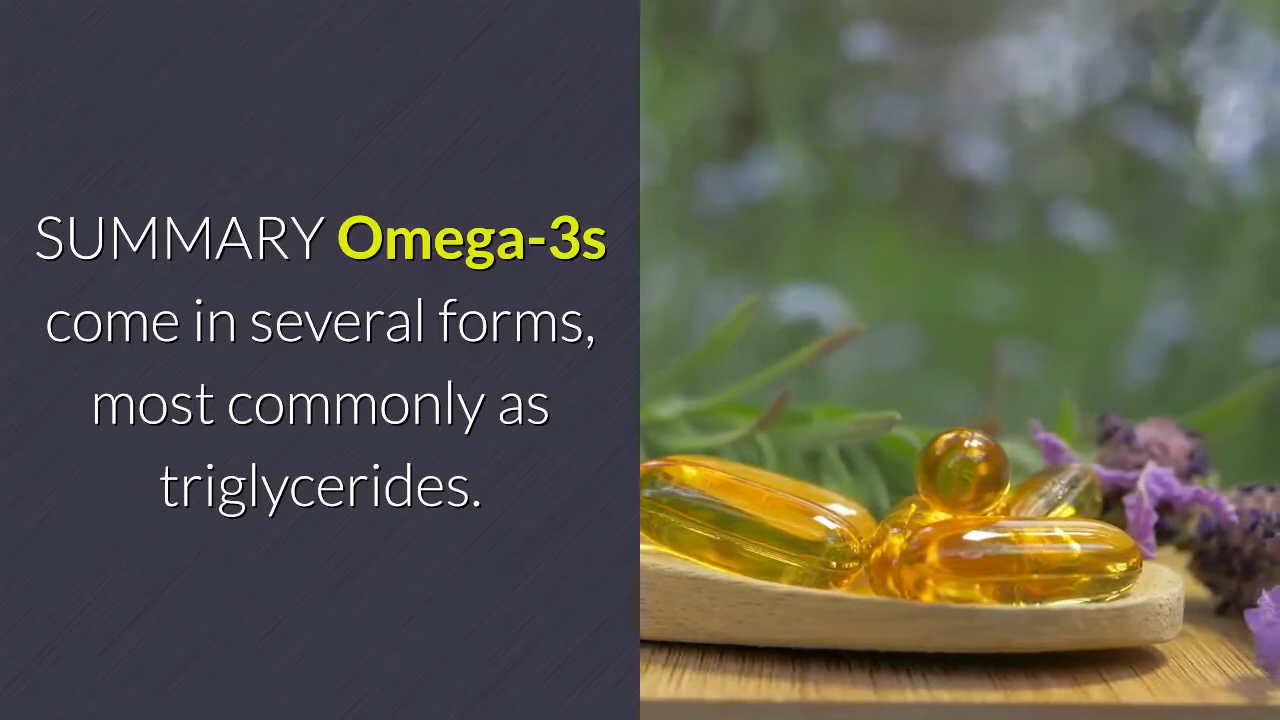 SUMMARY Omega-3s
come in several forms,
most commonly as
triglycerides.